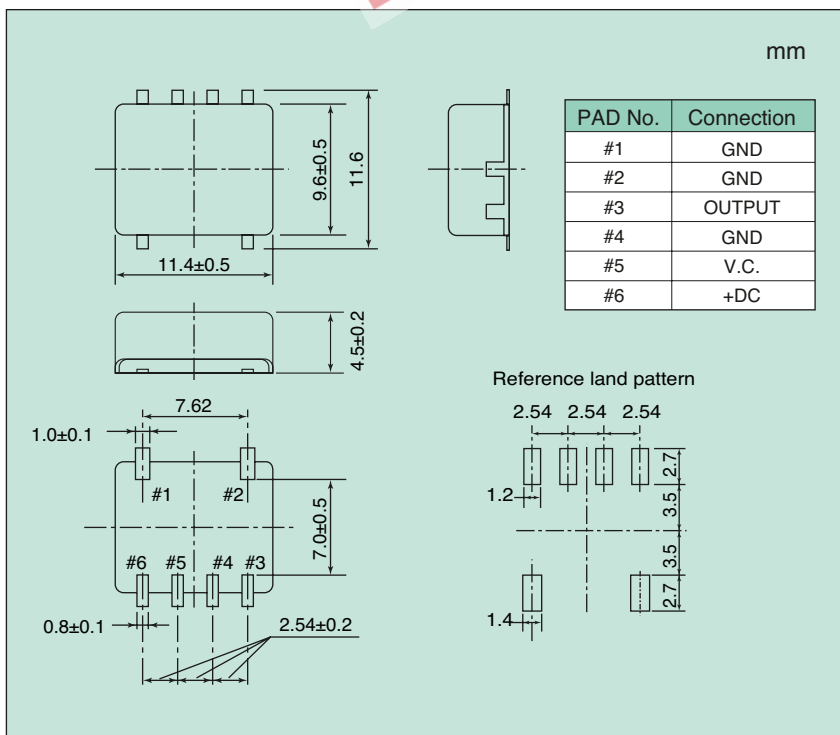 mm
9.6±0.5
11.6
11.4±0.5
PAD No. Connection
#1 GND
#2 GND
#3 OUTPUT
#4 GND
#5 V.C.
#6 +DC
4.5±0.2
7.62
1.0±0.1
#1 #2
7.0±0.5
#6 #5 #4 #3
0.8±0.1
2.54±0.2
Reference land pattern
2.54 2.54 2.54
1.2
2.7
3.5
3.5
2.7
1.4